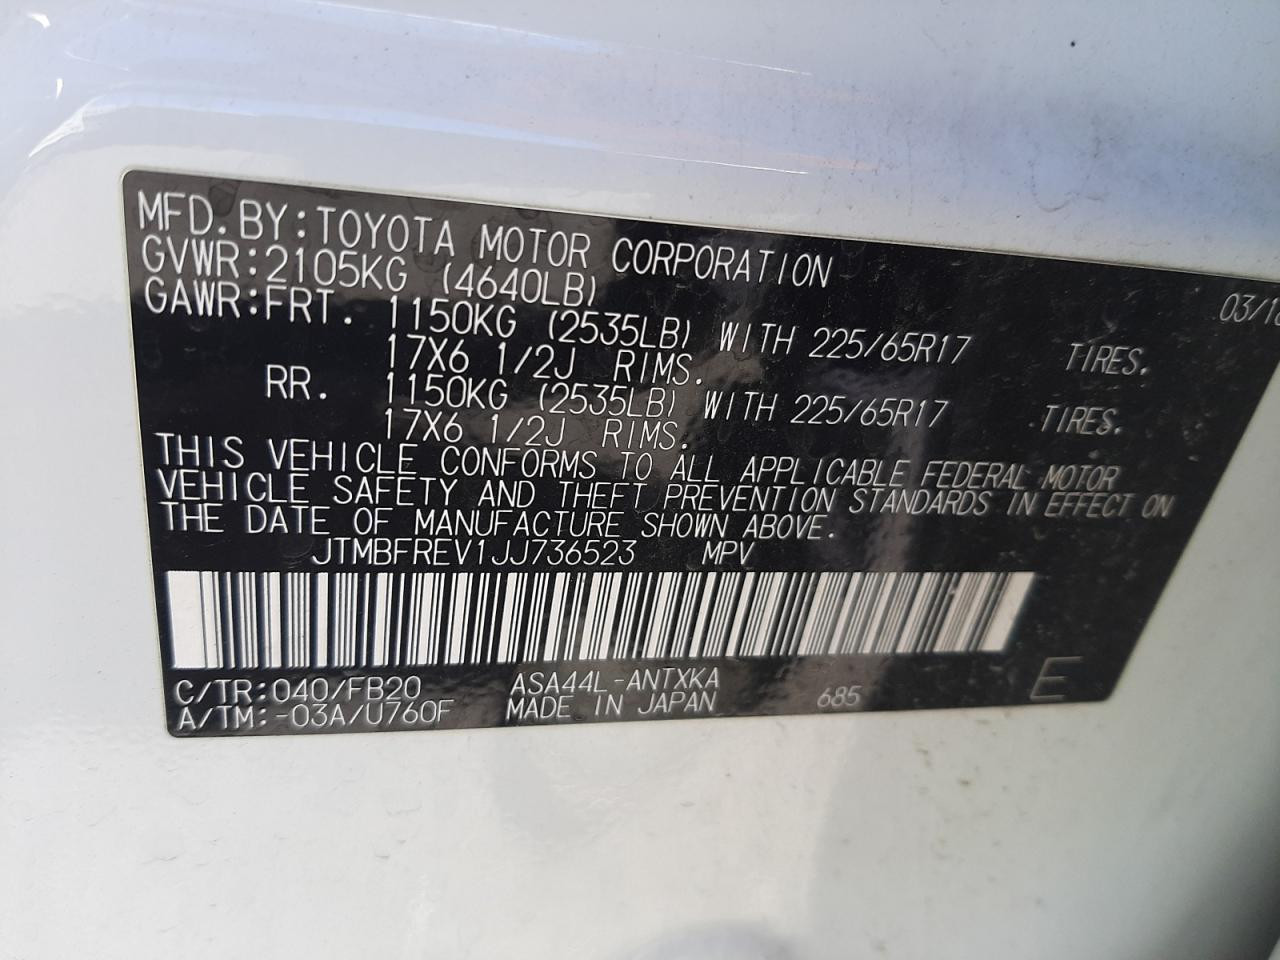 MFD. BY: TOYOTA MOTOR CORPORATION
03/1
GVWR: 2105KG (4640LB)
GAWR: FRT. 1150KG (2535LB) WITH 225/65R17 TIRES.
17X6 1/2J RIMS.
RR. 1150KG (2535LB) WITH 225/65R17 TIRES.
17X6 1/2J RIMS.
THIS VEHICLE CONFORMS TO ALL APPLICABLE FEDERAL MOTOR
VEHICLE SAFETY AND THEFT PREVENTION STANDARDS IN EFFECT ON
THE DATE OF MANUFACTURE SHOWN ABOVE.
JTMBFREV1JJ736523 MPV
C/TR: 040/FB20 ASA44L-ANTXKA
A/TM: -03A/U760F MADE IN JAPAN 685 E